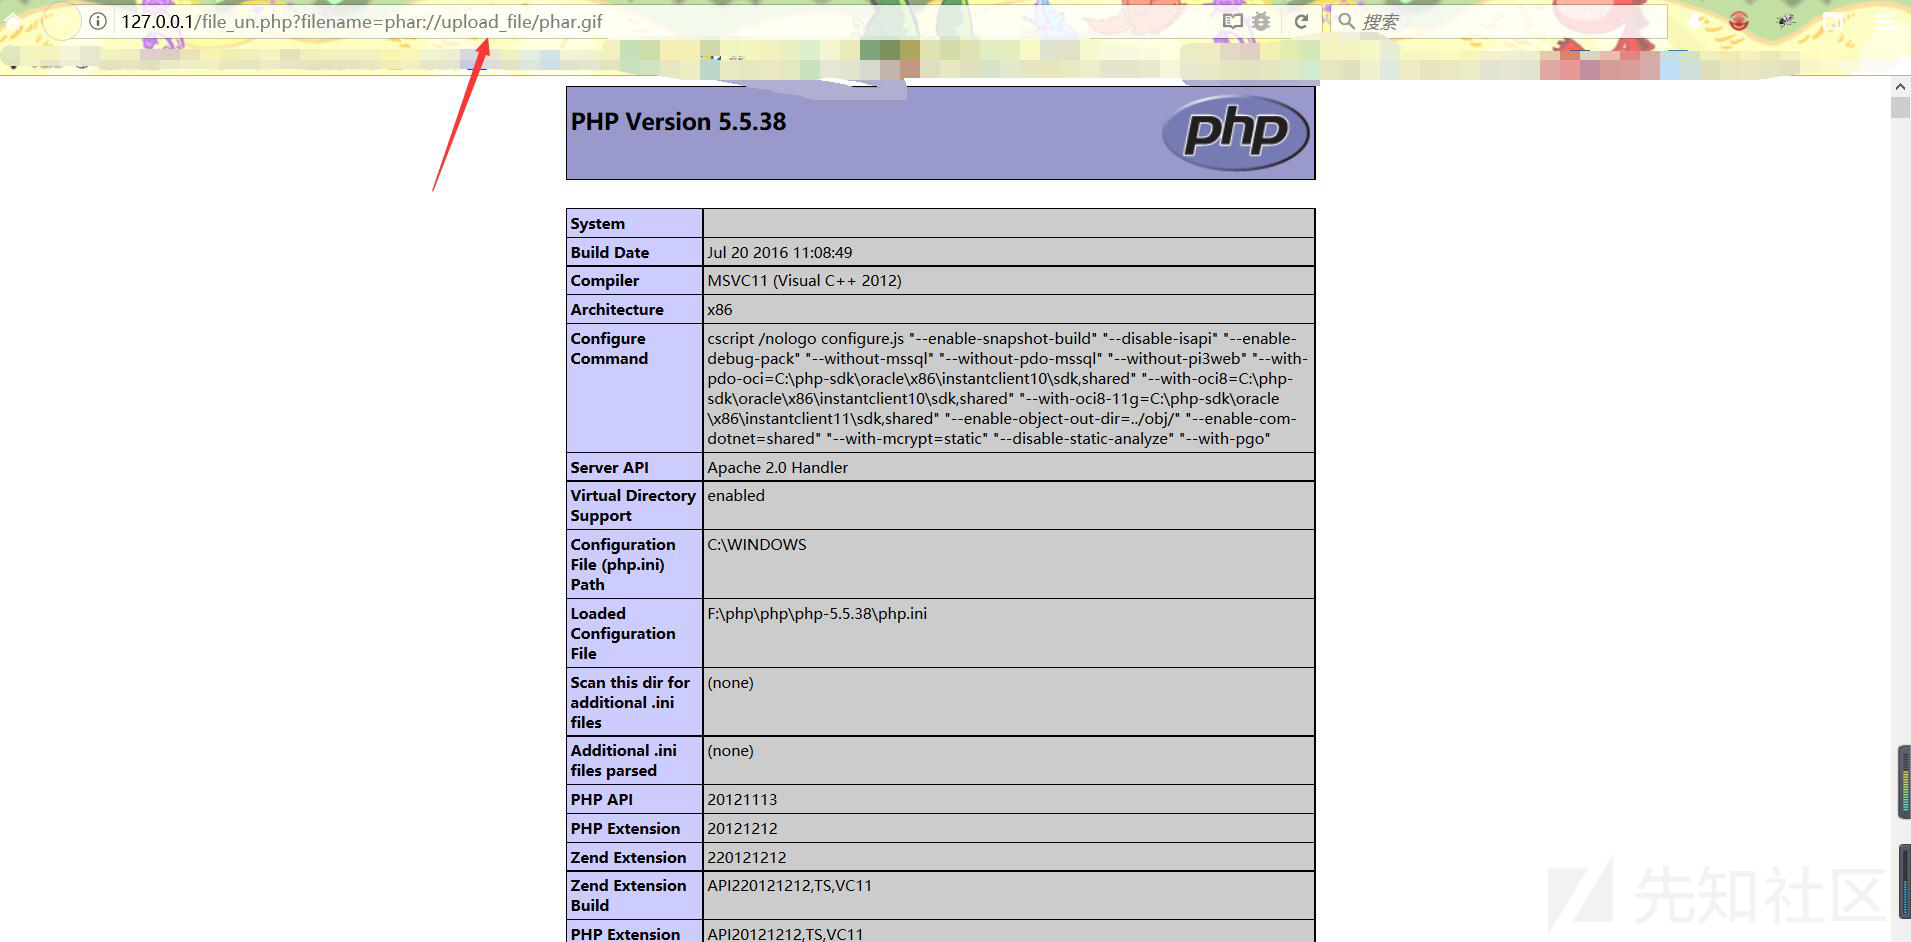 127.0.0.1/file_un.php?filename=phar://upload_file/phar.gif
搜索
PHP Version 5.5.38
php
System
Build Date
Jul 20 2016 11:08:49
Compiler
MSVC11 (Visual C++ 2012)
Architecture
x86
Configure
Command
cscript /nologo configure.js "--enable-snapshot-build" "--disable-isapi" "--enable-
debug-pack" "--without-mssql" "--without-pdo-mssql" "--without-pi3web" "--with-
pdo-oci=C:\php-sdk\oracle\x86\instantclient10\sdk,shared" "--with-oci8=C:\php-
sdk\oracle\x86\instantclient10\sdk,shared" "--with-oci8-11g=C:\php-sdk\oracle
\x86\instantclient11\sdk,shared" "--enable-object-out-dir=../obj/" "--enable-com-
dotnet=shared" "--with-mcrypt=static" "--disable-static-analyze" "--with-pgo"
Server API
Apache 2.0 Handler
Virtual Directory
Support
enabled
Configuration
File (php.ini)
Path
C:\WINDOWS
Loaded
Configuration
File
F:\php\php\php-5.5.38\php.ini
Scan this dir for
additional .ini
files
(none)
Additional .ini
files parsed
(none)
PHP API
20121113
PHP Extension
20121212
Zend Extension
220121212
Zend Extension
Build
API220121212,TS,VC11
PHP Extension
API20121212,TS,VC11
先知社区